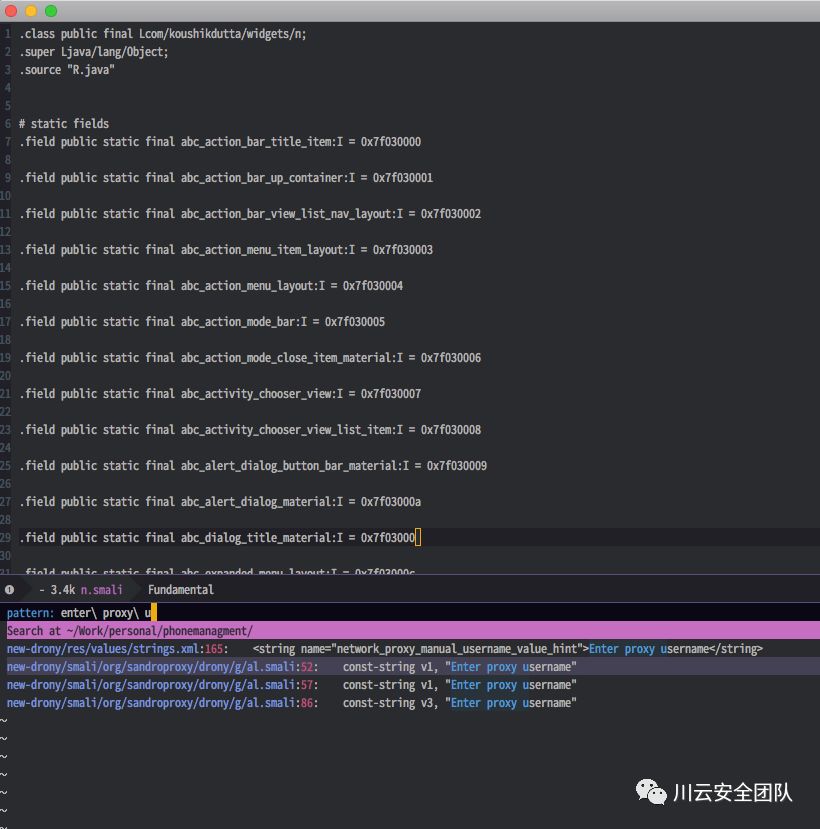 1 .class public final Lcom/koushikdutta/widgets/n;
2 .super Ljava/lang/Object;
3 .source "R.java"
4
5
6 # static fields
7 .field public static final abc_action_bar_title_item:I = 0x7f030000
8
9 .field public static final abc_action_bar_up_container:I = 0x7f030001
10
11 .field public static final abc_action_bar_view_list_nav_layout:I = 0x7f030002
12
13 .field public static final abc_action_menu_item_layout:I = 0x7f030003
14
15 .field public static final abc_action_menu_layout:I = 0x7f030004
16
17 .field public static final abc_action_mode_bar:I = 0x7f030005
18
19 .field public static final abc_action_mode_close_item_material:I = 0x7f030006
20
21 .field public static final abc_activity_chooser_view:I = 0x7f030007
22
23 .field public static final abc_activity_chooser_view_list_item:I = 0x7f030008
24
25 .field public static final abc_alert_dialog_button_bar_material:I = 0x7f030009
26
27 .field public static final abc_alert_dialog_material:I = 0x7f03000a
28
29 .field public static final abc_dialog_title_material:I = 0x7f03000
30
31 .field public static final abc_expanded_menu_layout:I = 0x7f03000c
- 3.4k n.smali Fundamental
pattern: enter\ proxy\ u
Search at ~/Work/personal/phonemanagment/
new-drony/res/values/strings.xml:165: <string name="network_proxy_manual_username_value_hint">Enter proxy username</string>
new-drony/smali/org/sandroproxy/drony/g/al.smali:52: const-string v1, "Enter proxy username"
new-drony/smali/org/sandroproxy/drony/g/al.smali:57: const-string v1, "Enter proxy username"
new-drony/smali/org/sandroproxy/drony/g/al.smali:86: const-string v3, "Enter proxy username"
~
~
~
~
~
~
~
川云安全团队